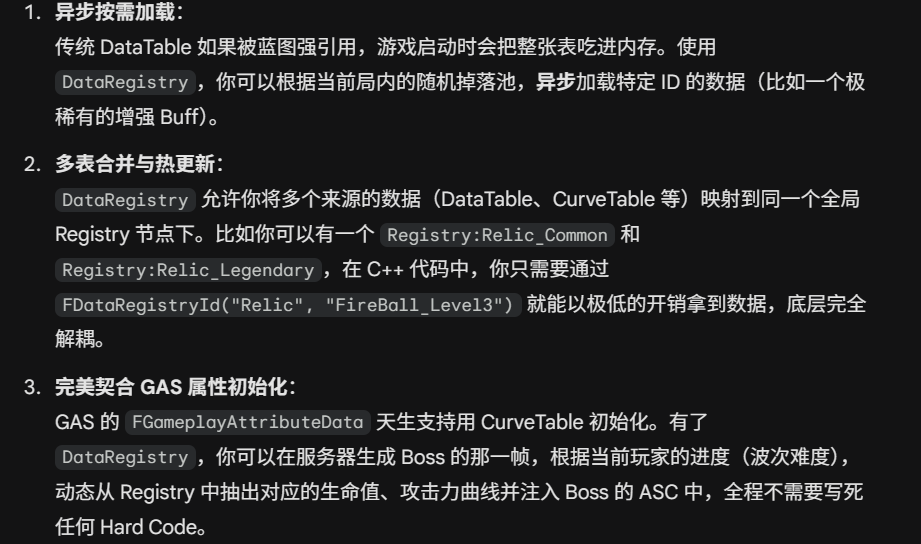 1. 异步按需加载：
传统 DataTable 如果被蓝图强引用，游戏启动时会把整张表吃进内存。使用
DataRegistry，你可以根据当前局内的随机掉落池，异步加载特定 ID 的数据（比如一个极
稀有的增强 Buff）。
2. 多表合并与热更新：
DataRegistry 允许你将多个来源的数据（DataTable、CurveTable 等）映射到同一个全局
Registry 节点下。比如你可以有一个 Registry:Relic_Common 和
Registry:Relic_Legendary，在 C++ 代码中，你只需要通过
FDataRegistryId("Relic", "FireBall_Level3") 就能以极低的开销拿到数据，底层完全
解耦。
3. 完美契合 GAS 属性初始化：
GAS 的 FGameplayAttributeData 天生支持用 CurveTable 初始化。有了
DataRegistry，你可以在服务器生成 Boss 的那一帧，根据当前玩家的进度（波次难度），
动态从 Registry 中抽出对应的生命值、攻击力曲线并注入 Boss 的 ASC 中，全程不需要写死
任何 Hard Code。